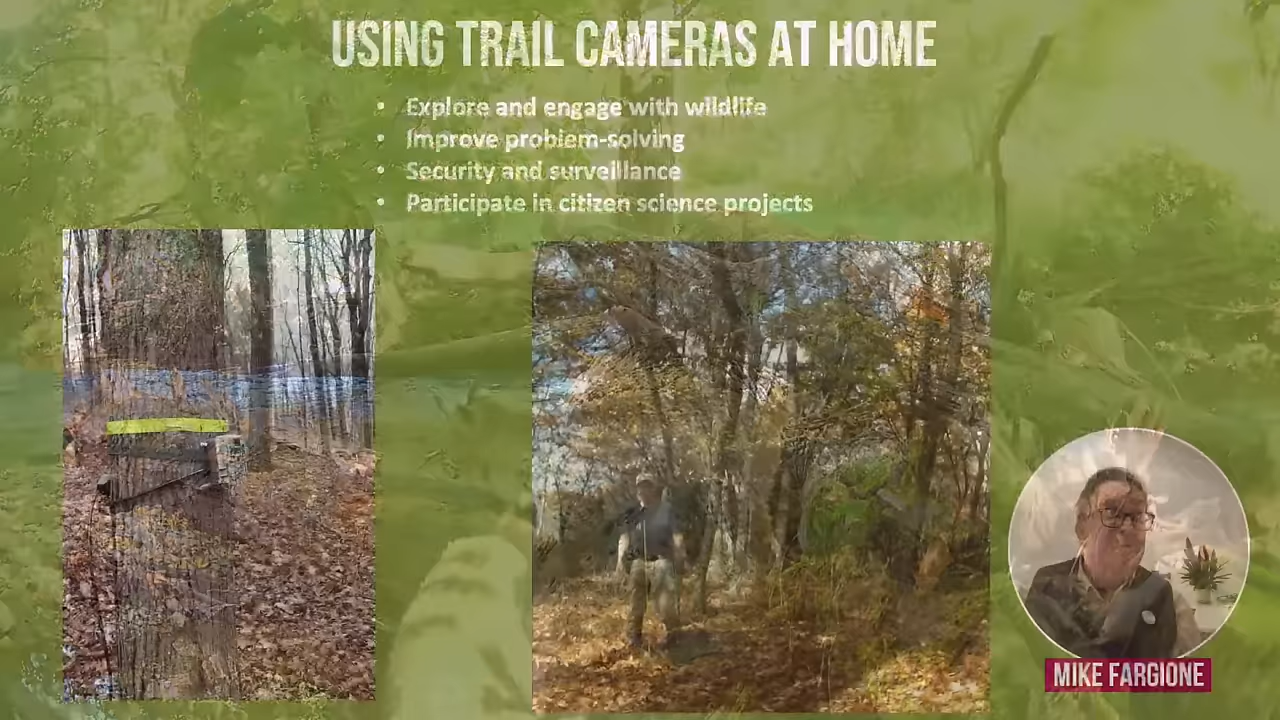 USING TRAIL CAMERAS AT HOME
• Explore and engage with wildlife
• Improve problem-solving
• Security and surveillance
• Participate in citizen science projects
MIKE FARGIONE